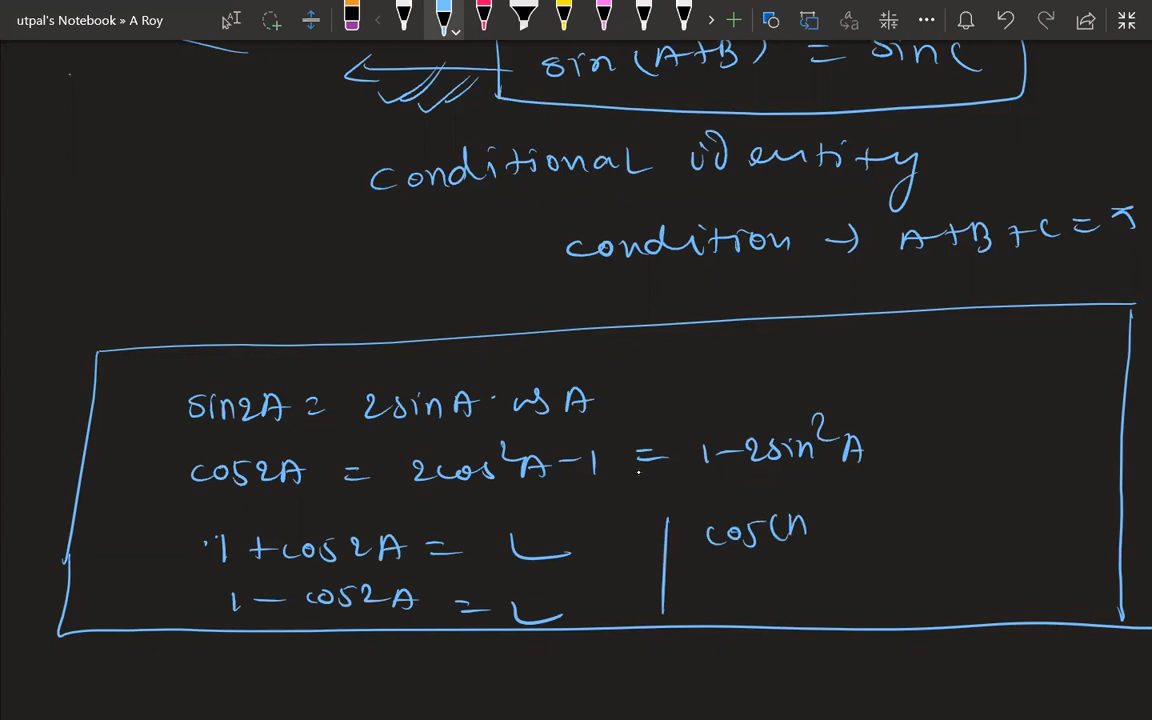 utpal's Notebook » A Roy
sin (A+B) = sinC
conditional identity
condition → A+B+C = π
sin2A = 2sinA · cos A
cos2A = 2cos²A - 1 = 1 - 2sin²A
1 + cos2A =
1 - cos2A =
cos(A